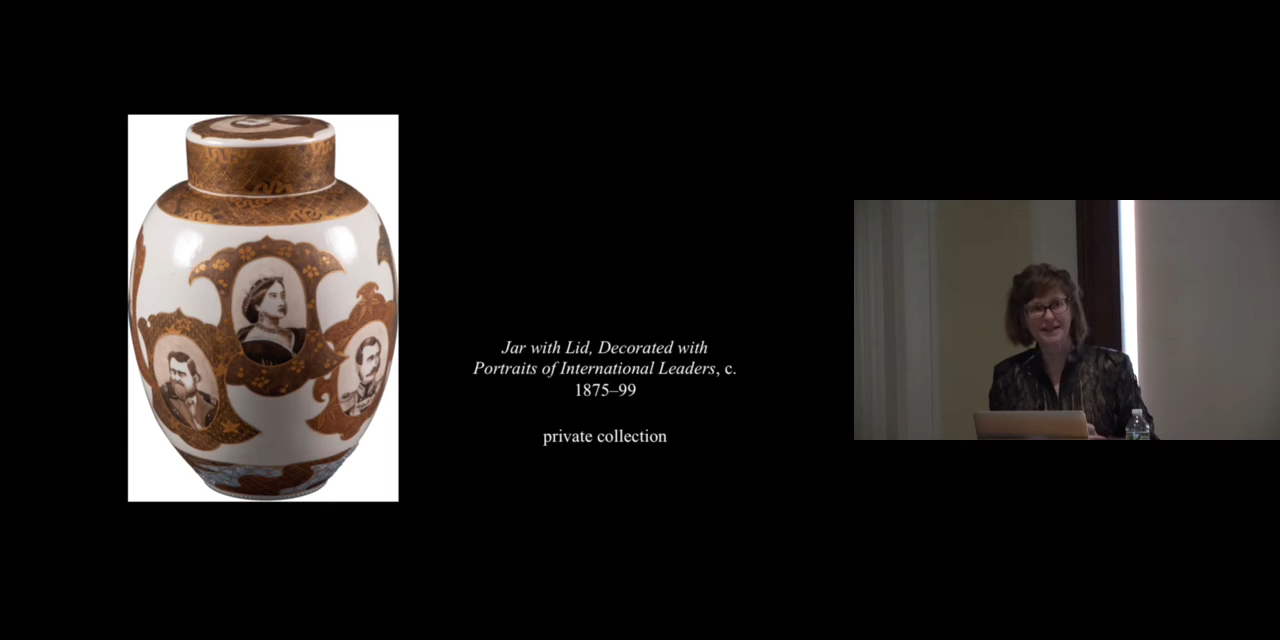 Jar with Lid, Decorated with
Portraits of International Leaders, c.
1875–99
private collection